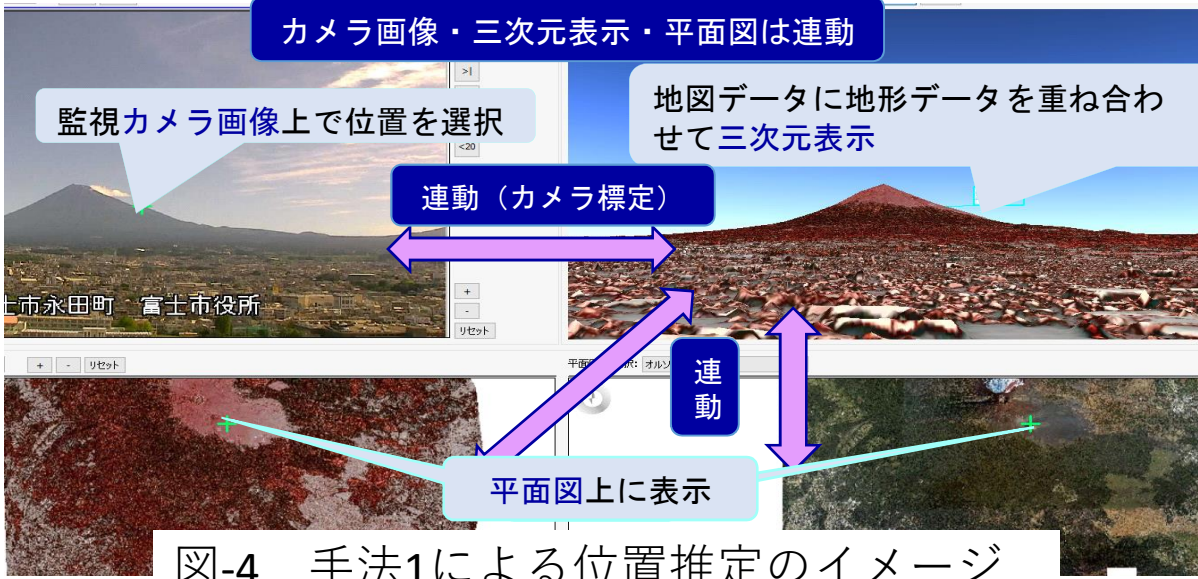 カメラ画像・三次元表示・平面図は連動
>|
監視カメラ画像上で位置を選択
<20
地図データに地形データを重ね合わ
せて三次元表示
連動（カメラ標定）
士市永田町　富士市役所
+
-
リセット
+ - リセット
連
動
平面図上に表示
図-4　手法1による位置推定のイメージ